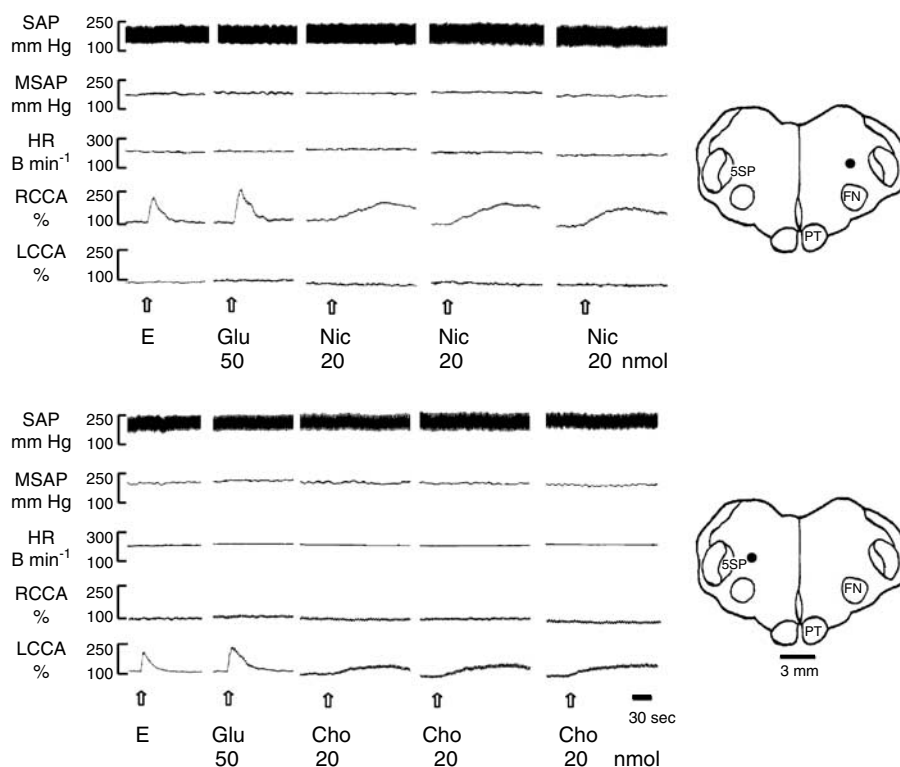 SAP
mm Hg
250
100
MSAP
mm Hg
250
100
HR
B min-1
300
100
RCCA
%
250
100
LCCA
%
250
100
E
Glu
50
Nic
20
Nic
20
Nic
20 nmol
5SP
FN
PT
SAP
mm Hg
250
100
MSAP
mm Hg
250
100
HR
B min-1
300
100
RCCA
%
250
100
LCCA
%
250
100
30 sec
E
Glu
50
Cho
20
Cho
20
Cho
20 nmol
5SP
FN
PT
3 mm